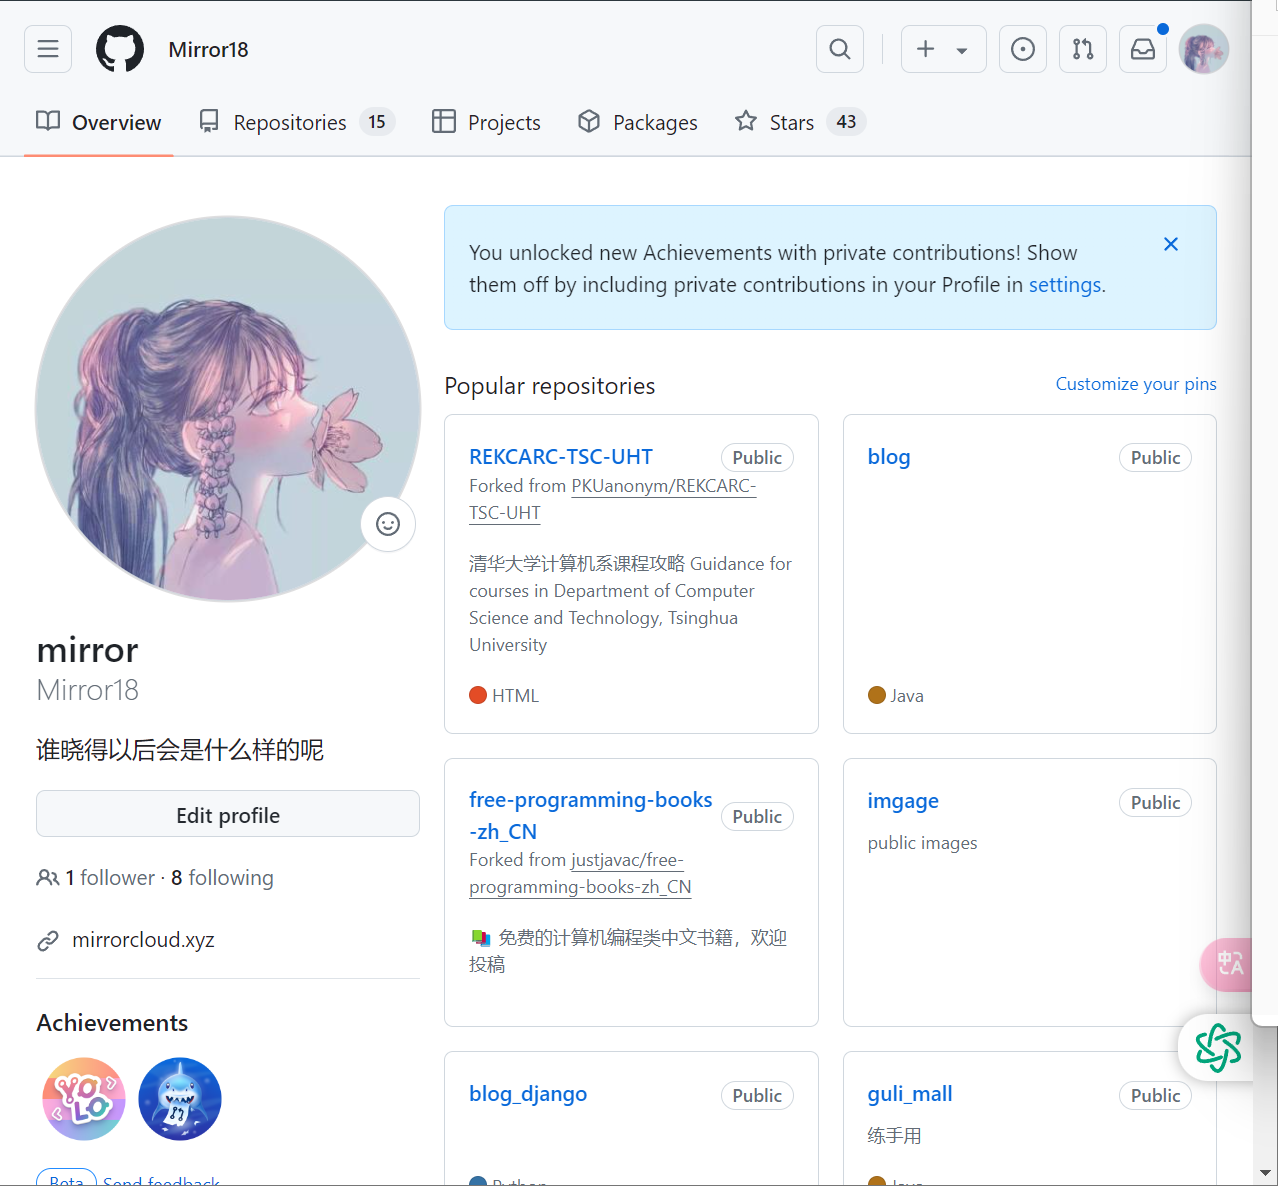 Mirror18
Overview
Repositories 15
Projects
Packages
Stars 43
You unlocked new Achievements with private contributions! Show
them off by including private contributions in your Profile in settings.
mirror
Mirror18
谁晓得以后会是什么样的呢
Edit profile
1 follower · 8 following
mirrorcloud.xyz
Achievements
YOLO
Beta Send feedback
Popular repositories
Customize your pins
REKCARC-TSC-UHT
Public
Forked from PKUanonym/REKCARC-
TSC-UHT
清华大学计算机系课程攻略 Guidance for
courses in Department of Computer
Science and Technology, Tsinghua
University
HTML
blog
Public
Java
free-programming-books
-zh_CN
Public
Forked from justjavac/free-
programming-books-zh_CN
免费的计算机编程类中文书籍，欢迎
投稿
imgage
Public
public images
blog_django
Public
Python
guli_mall
Public
练手用
Java
中
A